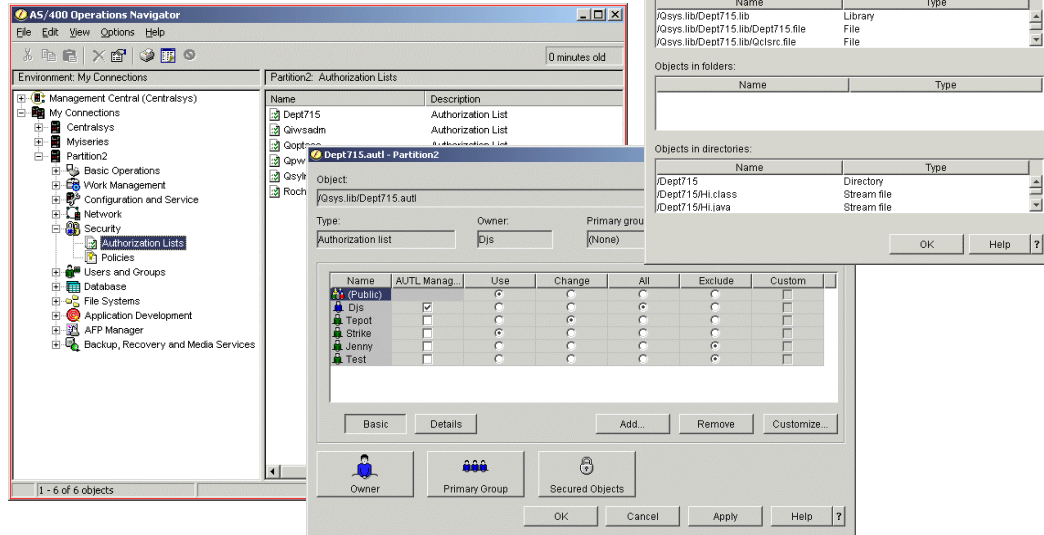 AS/400 Operations Navigator
File Edit View Options Help
0 minutes old
Environment: My Connections
Partition2: Authorization Lists
Management Central (Centralsys)
My Connections
Centralsys
Myiseries
Partition2
Basic Operations
Work Management
Configuration and Service
Network
Security
Authorization Lists
Policies
Users and Groups
Database
File Systems
Application Development
AFP Manager
Backup, Recovery and Media Services
Name Description
Dept715 Authorization List
Qiwsadm Authorization List
Authorization List
1 - 6 of 6 objects
Dept715.autl - Partition2
Object:
/Qsys.lib/Dept715.autl
Type: Owner: Primary grou
Authorization list Djs (None)
Name AUTL Manag... Use Change All Exclude Custom
(Public)
Djs
Tepot
Strike
Jenny
Test
Basic Details Add... Remove Customize...
Owner Primary Group Secured Objects
OK Cancel Apply Help ?
Name Type
/Qsys.lib/Dept715.lib Library
/Qsys.lib/Dept715.lib/Dept715.file File
/Qsys.lib/Dept715.lib/Qclsrc.file File
Objects in folders:
Name Type
Objects in directories:
Name Type
/Dept715 Directory
/Dept715/Hi.class Stream file
/Dept715/Hi.java Stream file
OK Help ?